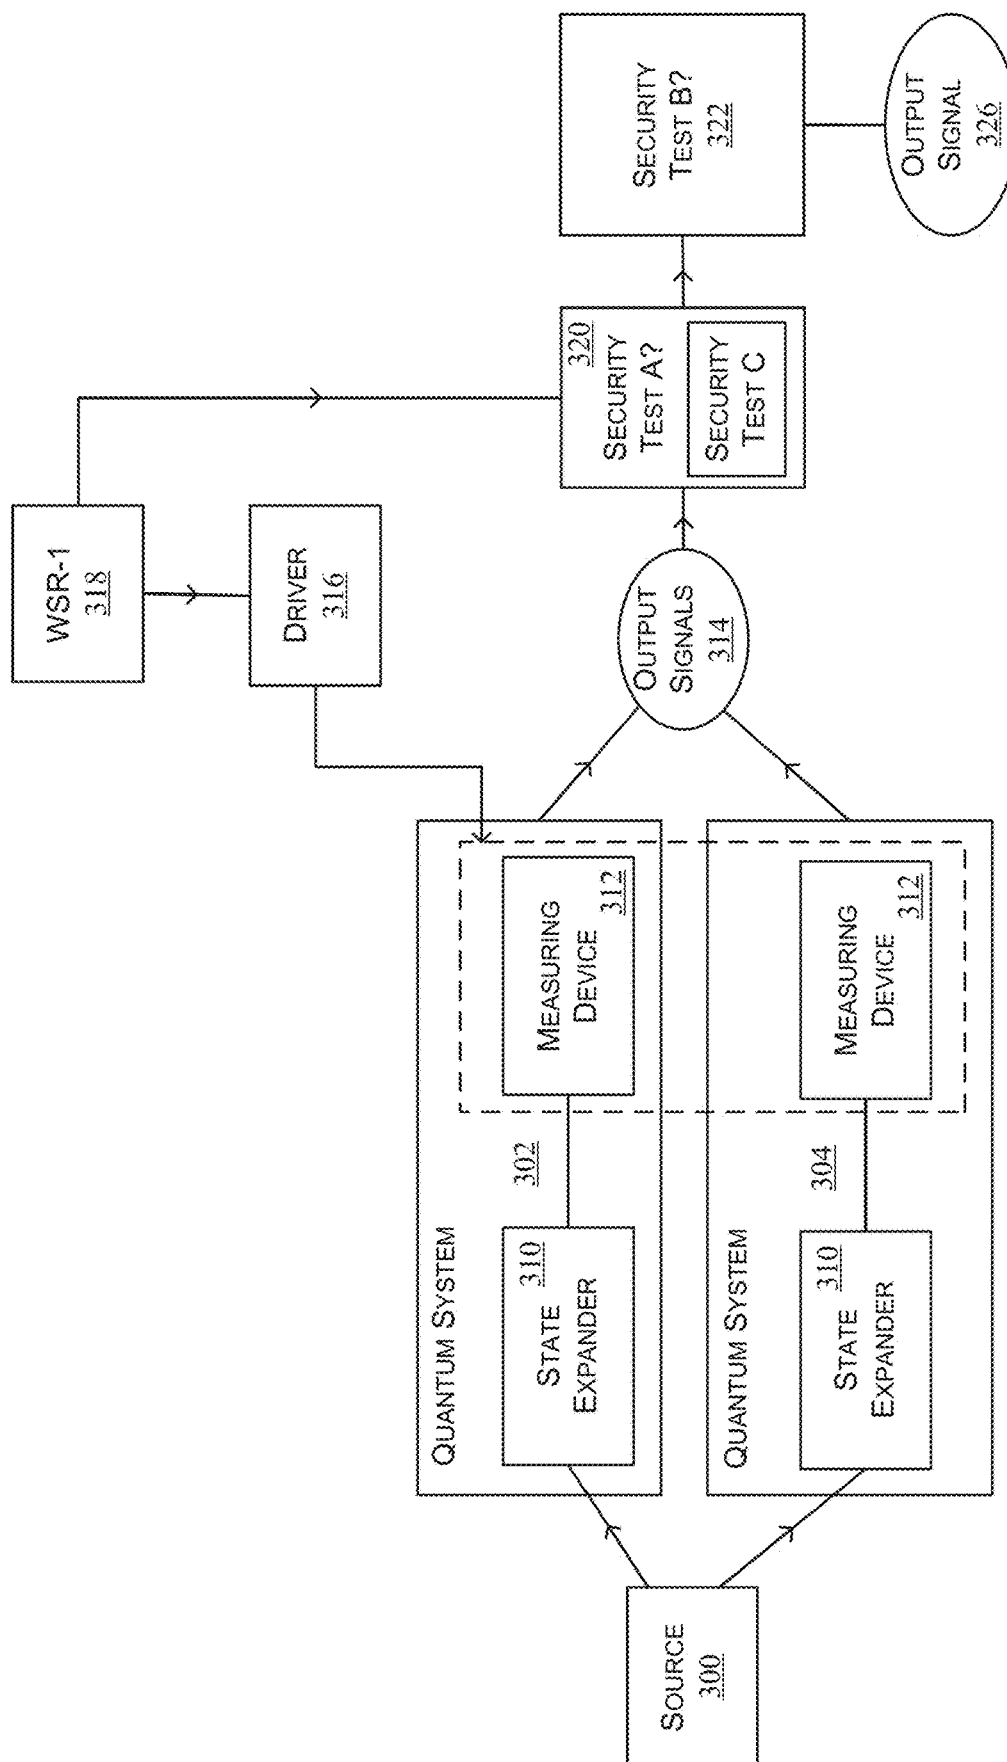 WSR-1
318
DRIVER
316
QUANTUM SYSTEM
310
STATE
EXPANDER
302
MEASURING
DEVICE
312
SOURCE
300
QUANTUM SYSTEM
310
STATE
EXPANDER
304
MEASURING
DEVICE
312
OUTPUT
SIGNALS
314
320
SECURITY
TEST A?
SECURITY
TEST C
SECURITY
TEST B?
322
OUTPUT
SIGNAL
326